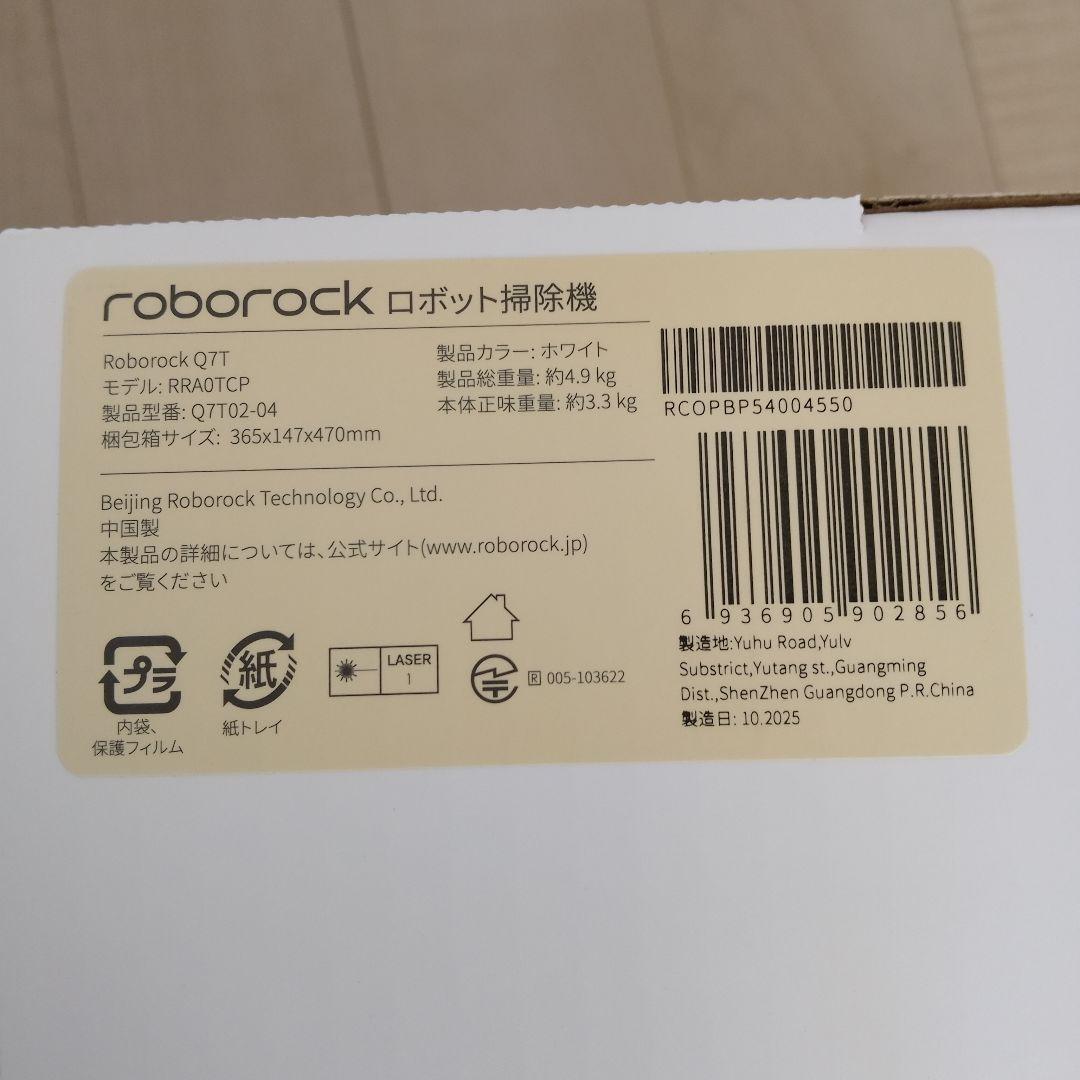 roborock ロボット掃除機
Roborock Q7T
モデル: RRA0TCP
製品型番: Q7T02-04
梱包箱サイズ: 365x147x470mm
製品カラー: ホワイト
製品総重量: 約4.9 kg
本体正味重量: 約3.3 kg
RCOPBP54004550
Beijing Roborock Technology Co., Ltd.
中国製
本製品の詳細については、公式サイト(www.roborock.jp)
をご覧ください
6 936905 902856
製造地:Yuhu Road,Yulv
Substrict,Yutang st.,Guangming
Dist.,ShenZhen Guangdong P.R.China
製造日: 10.2025
プラ
内袋、
保護フィルム
紙
紙トレイ
LASER
1
R 005-103622